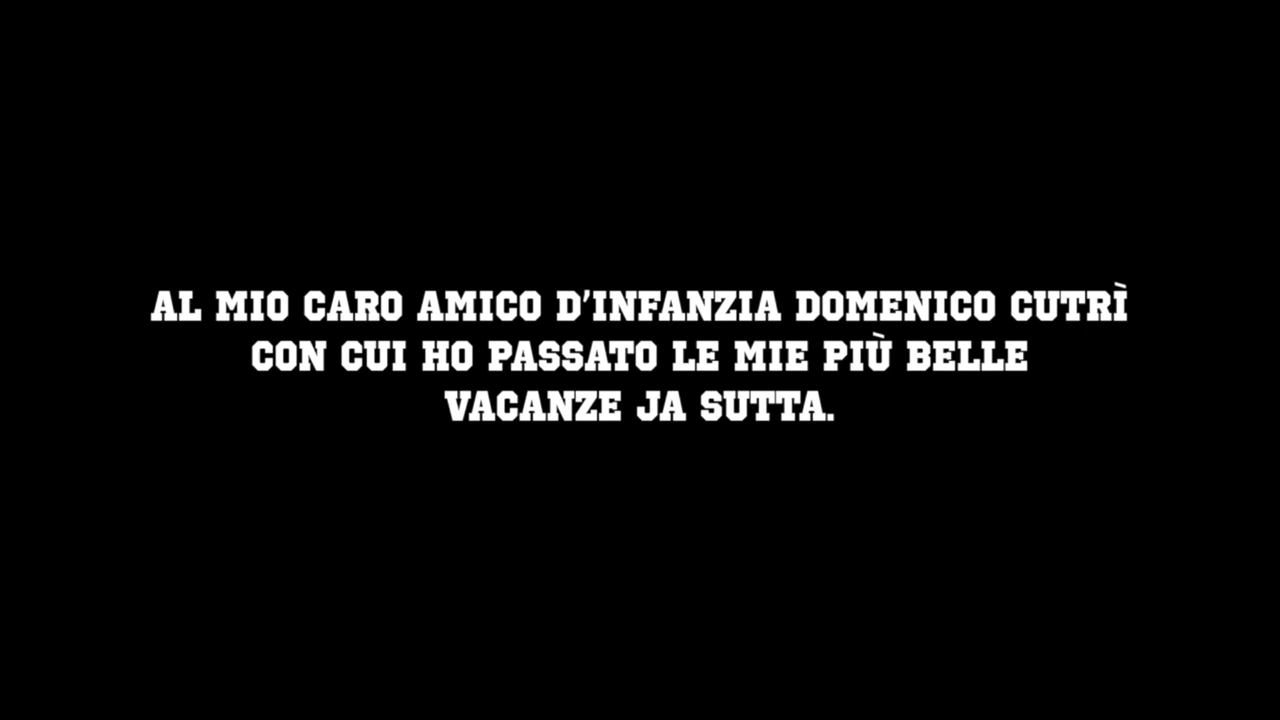 AL MIO CARO AMICO D'INFANZIA DOMENICO CUTRÌ
CON CUI HO PASSATO LE MIE PIÙ BELLE
VACANZE JA SUTTA.